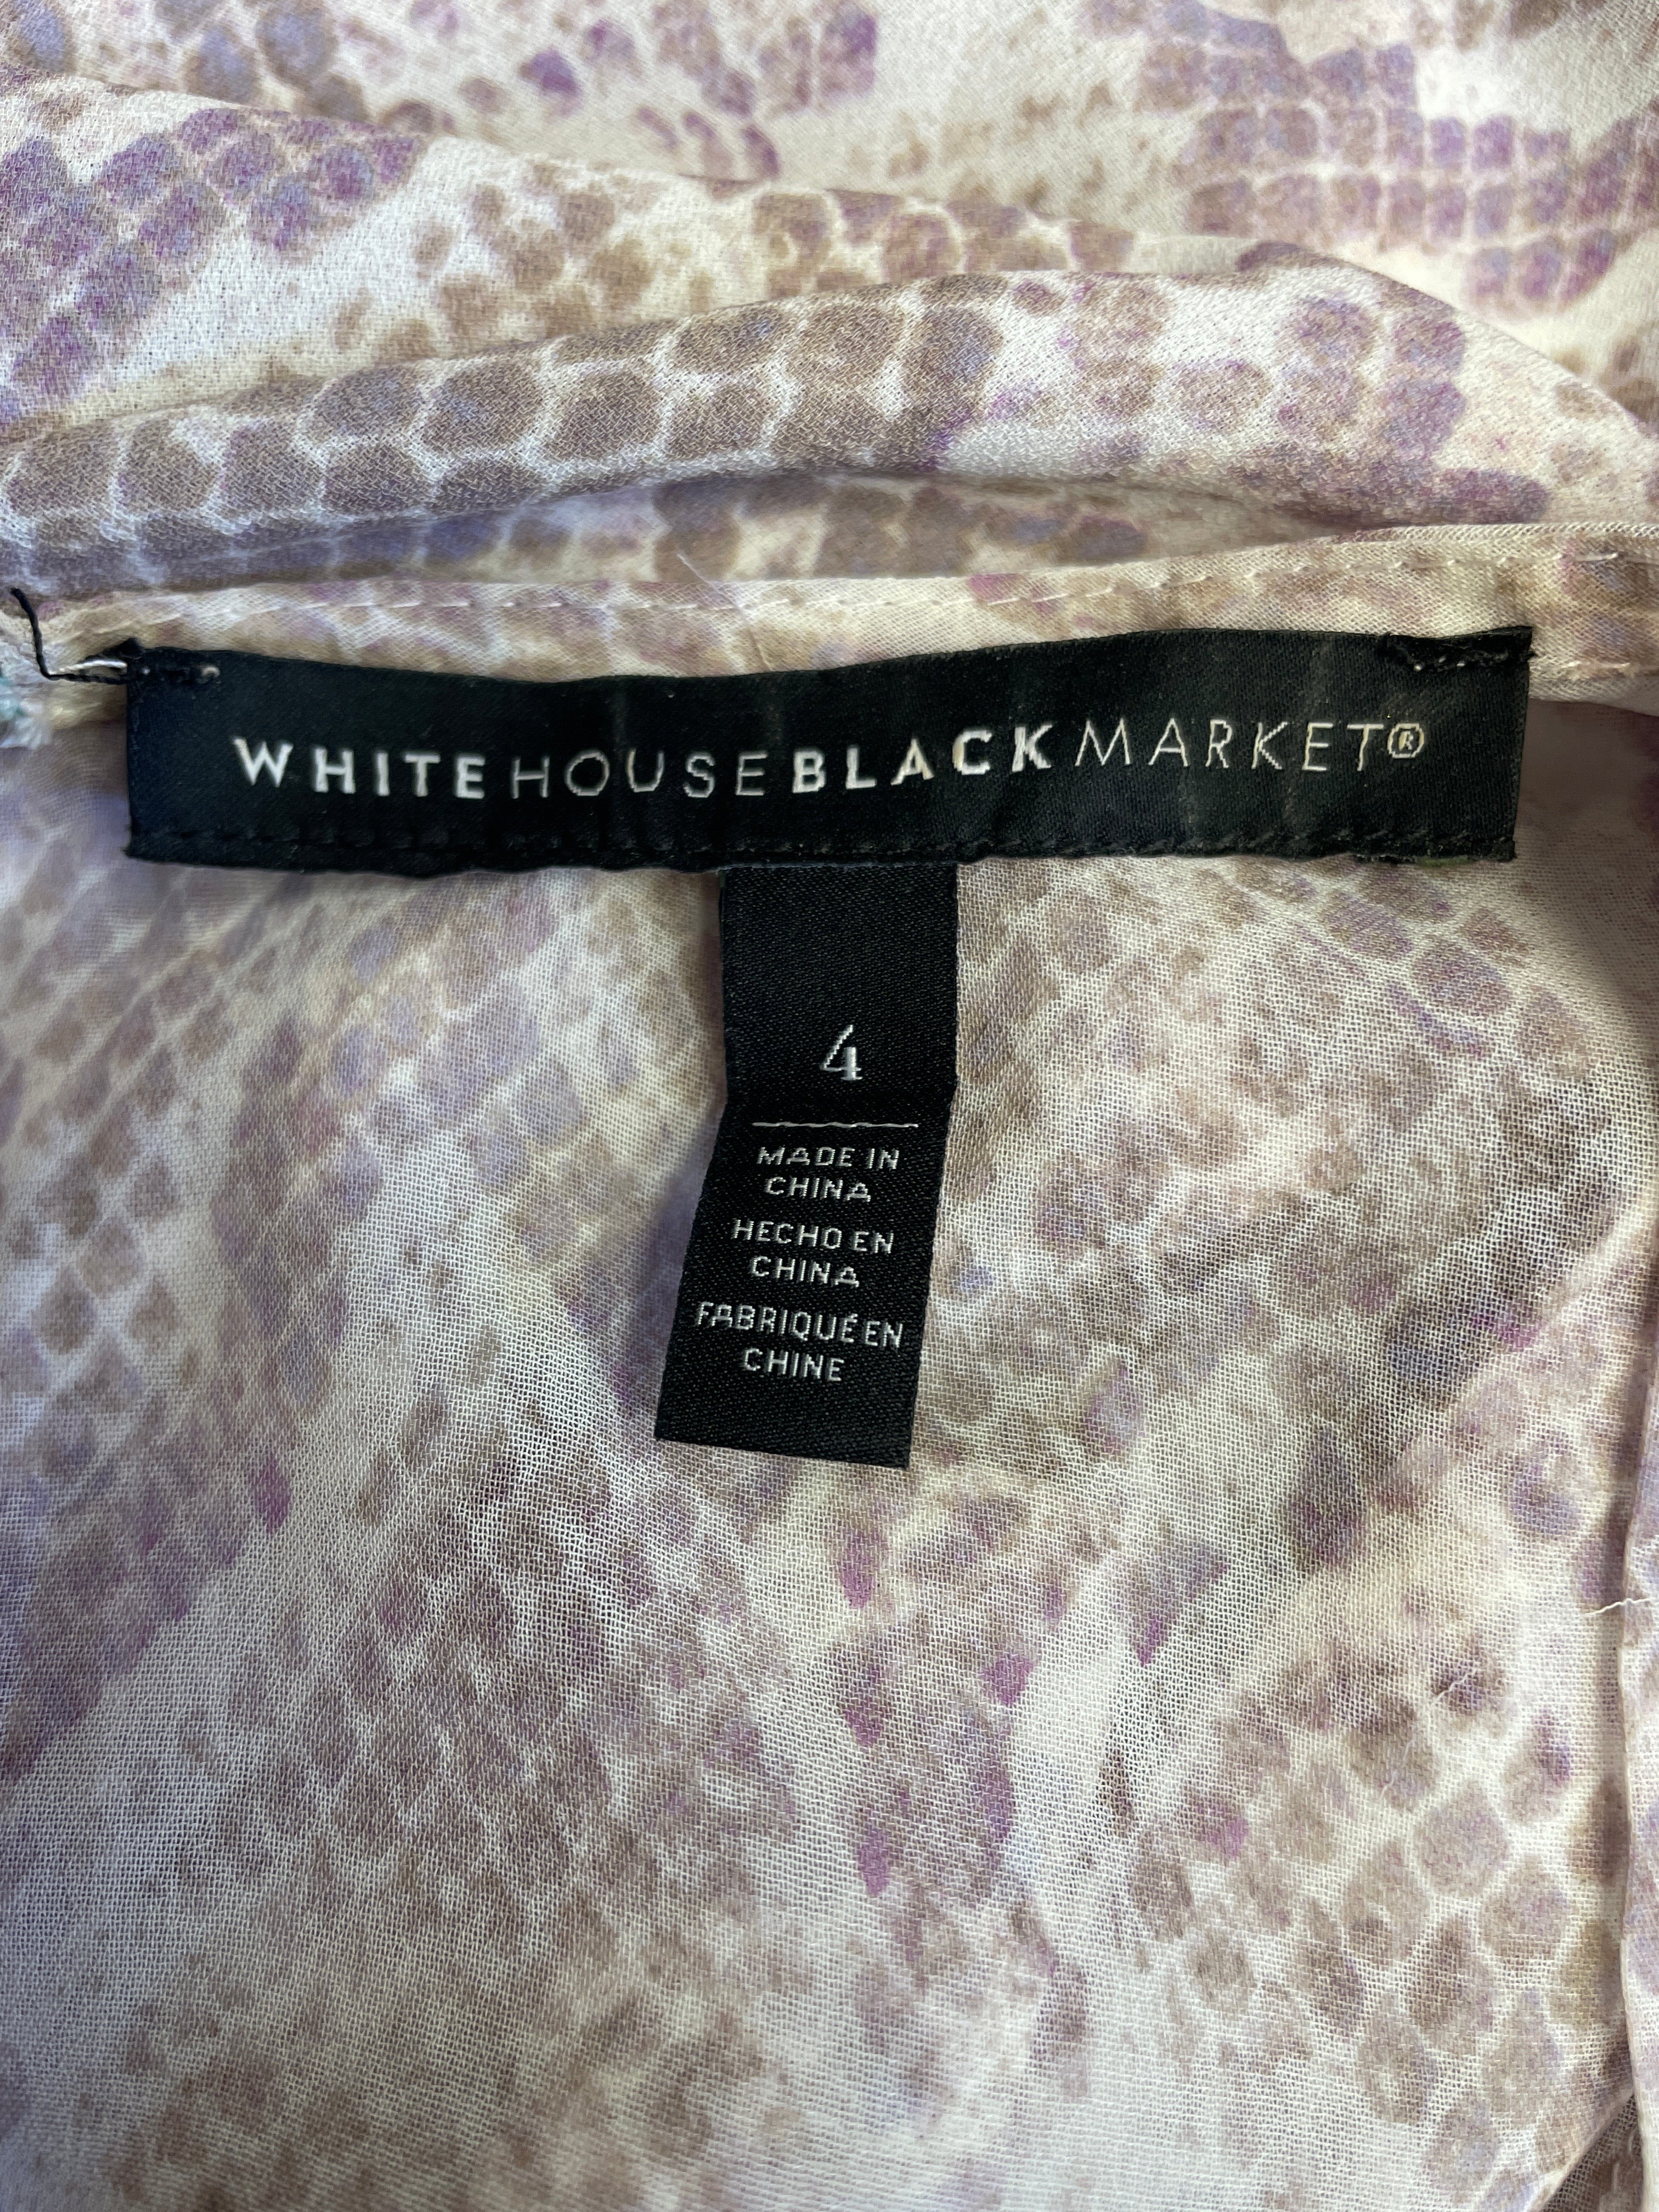 WHITEHOUSEBLACKMARKET®
4
MADE IN
CHINA
HECHO EN
CHINA
FABRIQUÉ EN
CHINE